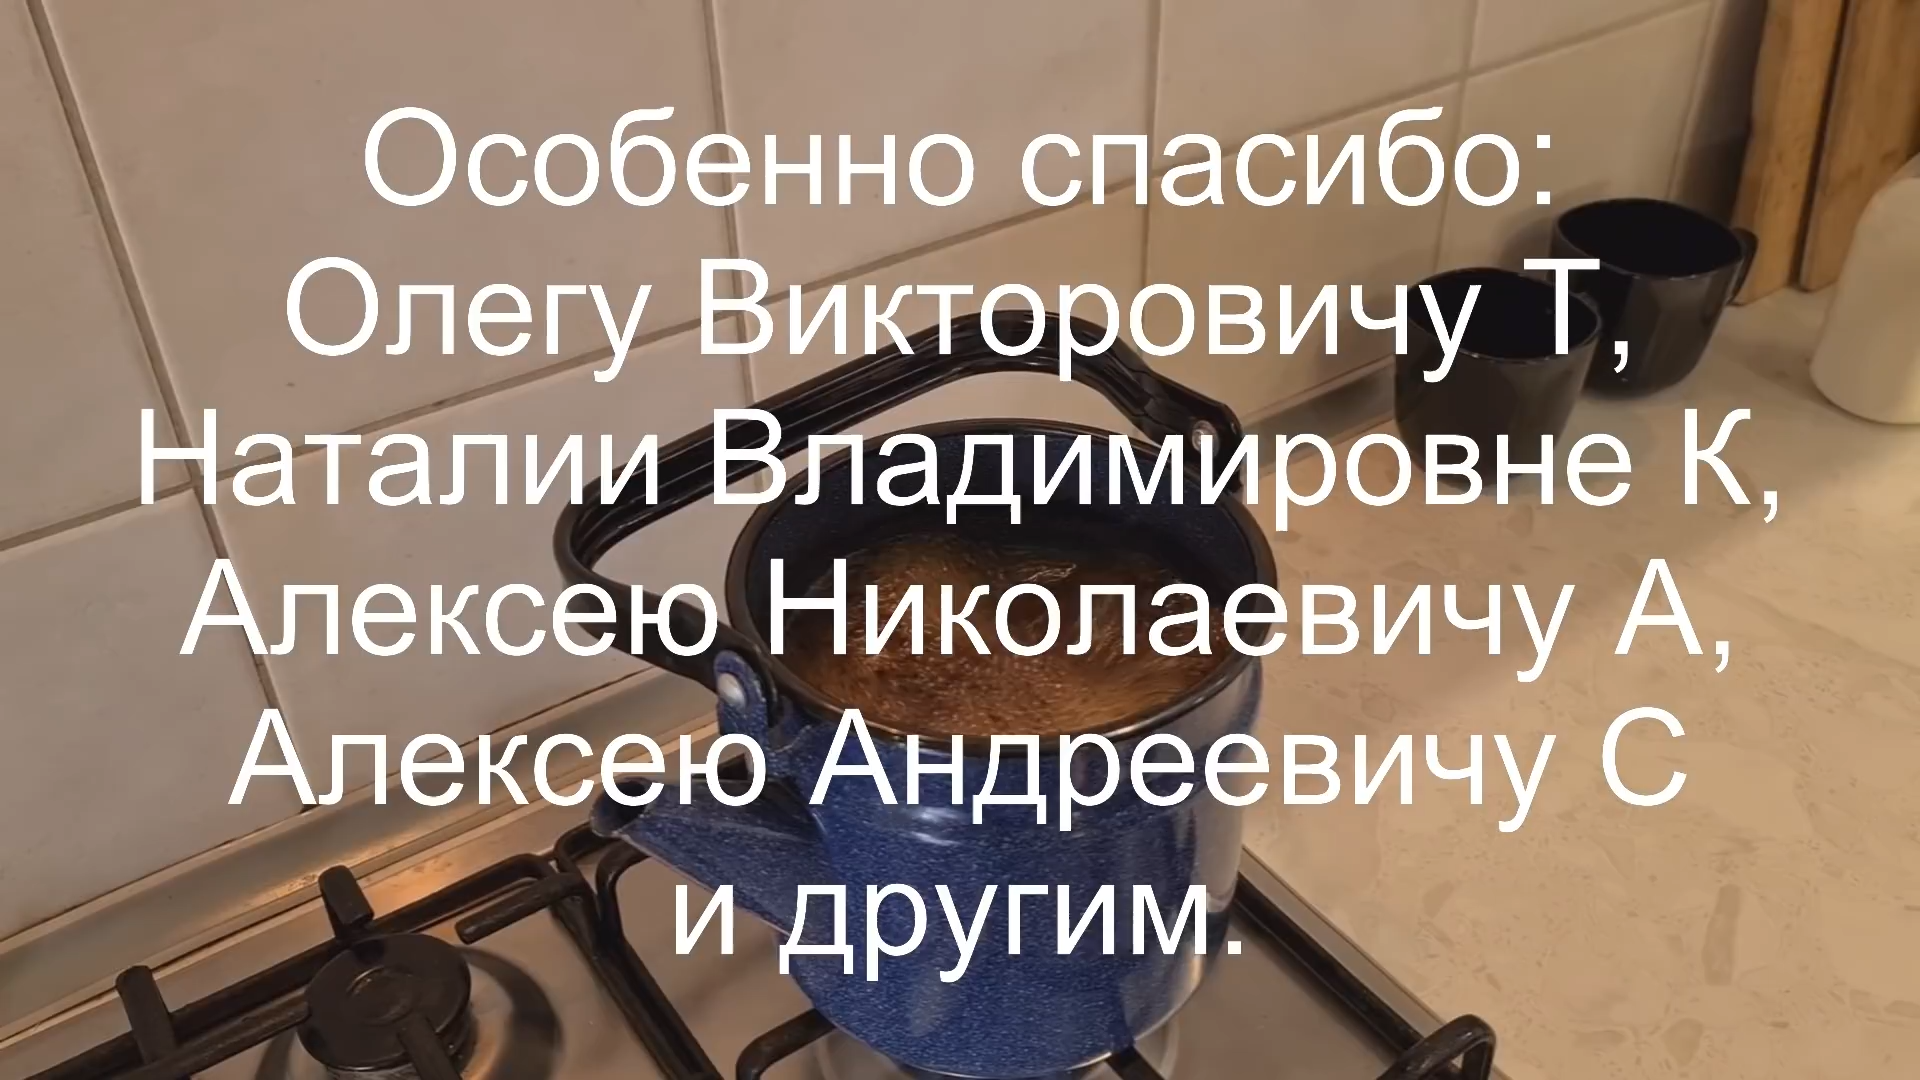 Особенно спасибо:
Олегу Викторовичу Т,
Наталии Владимировне К,
Алексею Николаевичу А,
Алексею Андреевичу С
и другим.